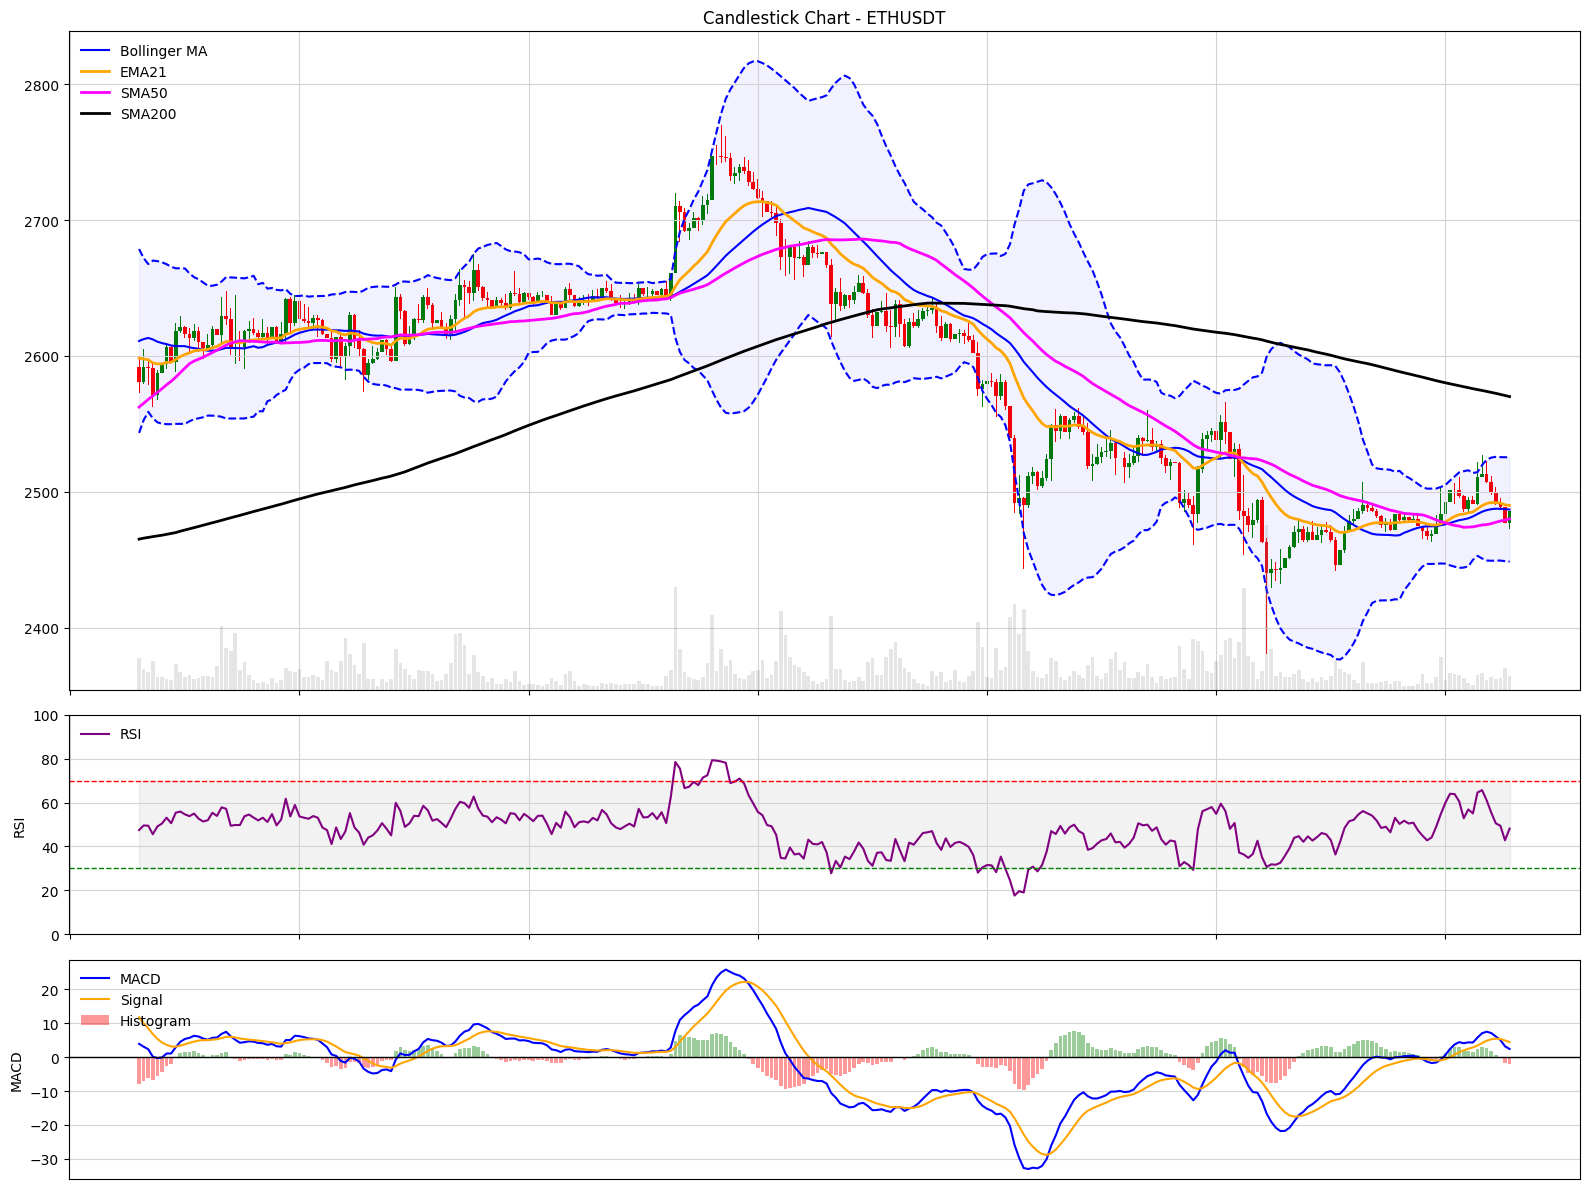 Candlestick Chart - ETHUSDT
Bollinger MA
EMA21
SMA50
SMA200
2800
2700
2600
2500
2400
RSI
100
80
60
40
20
0
RSI
MACD
Signal
Histogram
20
10
0
−10
−20
−30
MACD